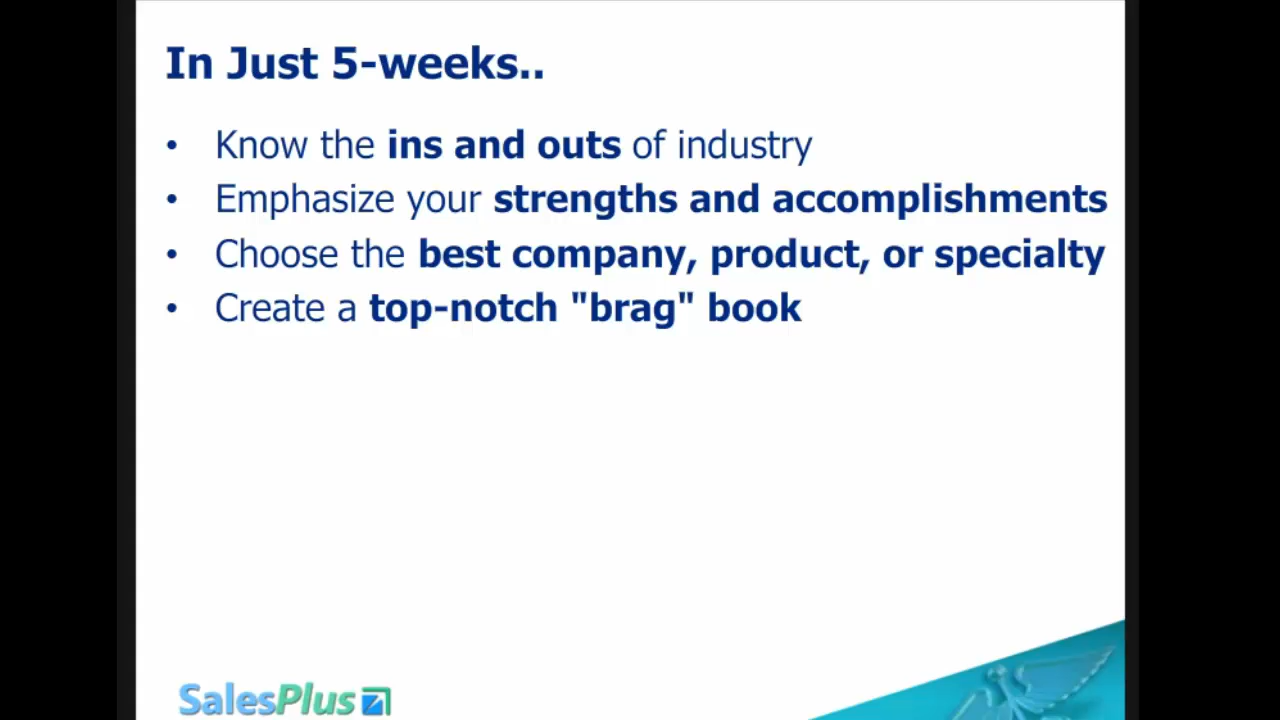 In Just 5-weeks..
• Know the ins and outs of industry
• Emphasize your strengths and accomplishments
• Choose the best company, product, or specialty
• Create a top-notch "brag" book
SalesPlus